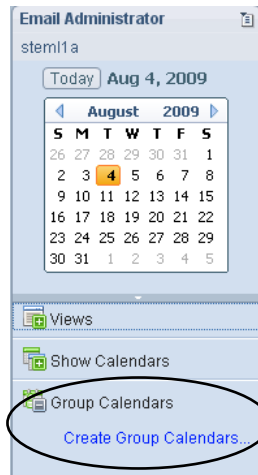 Email Administrator
steml1a
Today Aug 4, 2009
August 2009
S M T W T F S
26 27 28 29 30 31 1
2 3 4 5 6 7 8
9 10 11 12 13 14 15
16 17 18 19 20 21 22
23 24 25 26 27 28 29
30 31 1 2 3 4 5
Views
Show Calendars
Group Calendars
Create Group Calendars...